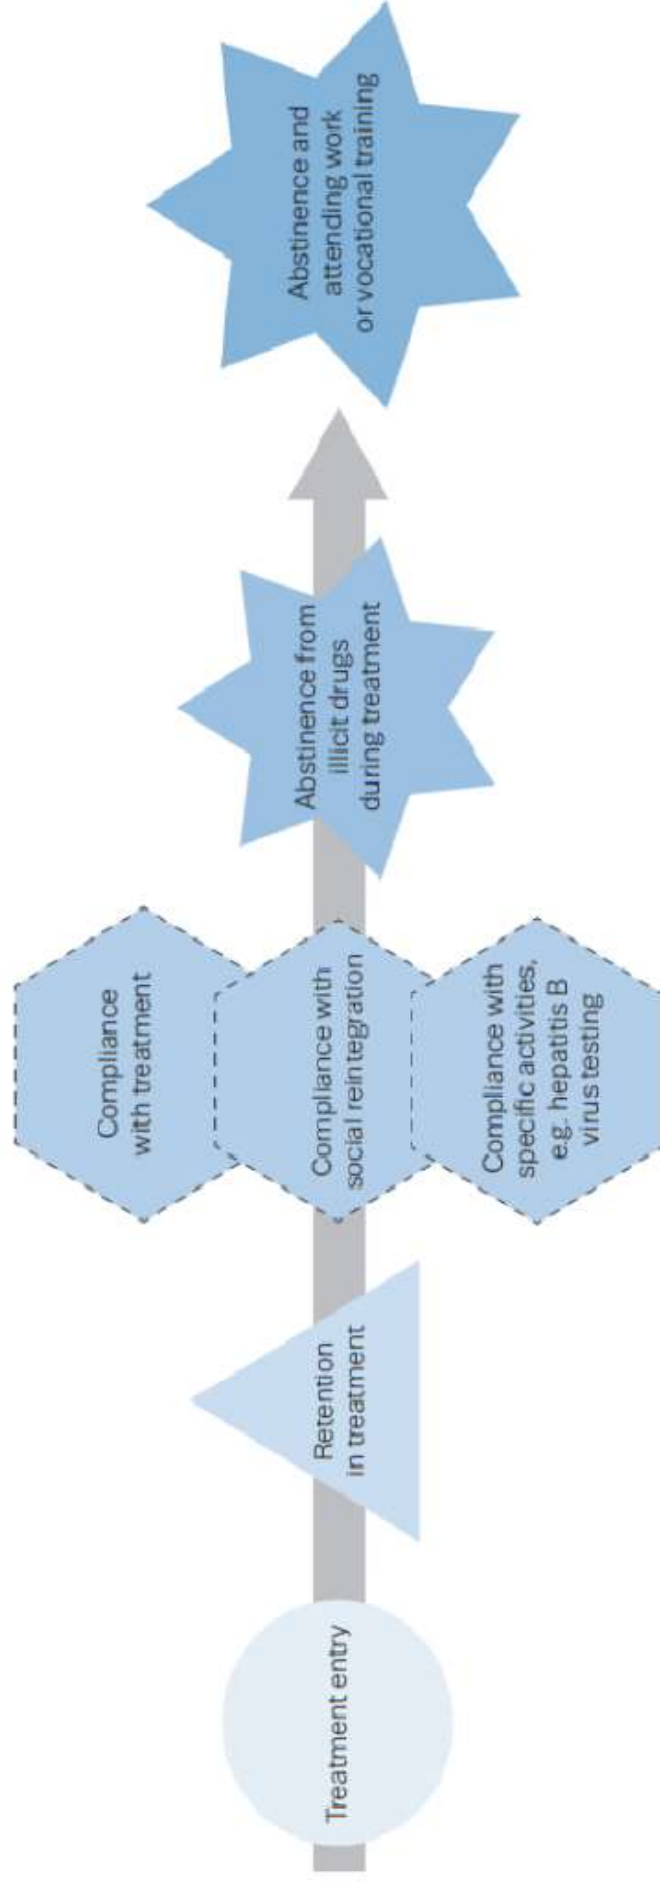 Treatment entry
Retention
in treatment
Compliance
with treatment
Compliance with
social reintegration
Compliance with
specific activities,
e.g. hepatitis B
virus testing
Abstinence from
illicit drugs
during treatment
Abstinence and
attending work
or vocational training